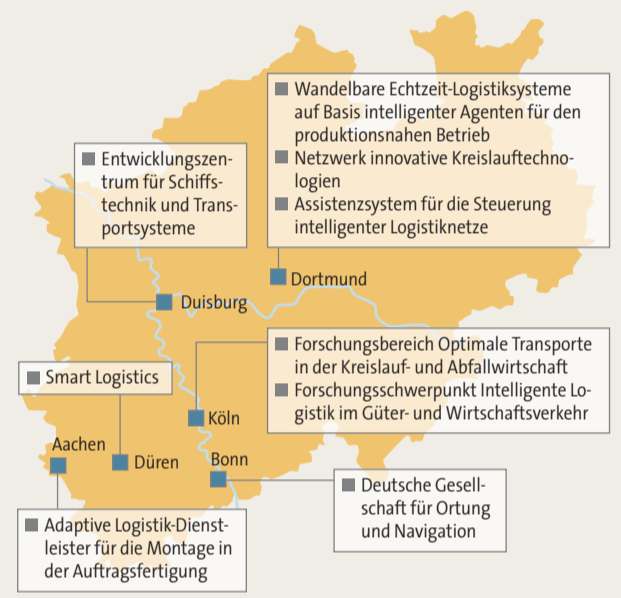 Wandelbare Echtzeit-Logistiksysteme
auf Basis intelligenter Agenten für den
produktionsnahen Betrieb
Netzwerk innovative Kreislauftechno-
logien
Assistenzsystem für die Steuerung
intelligenter Logistiknetze
Entwicklungszen-
trum für Schiffs-
technik und Trans-
portsysteme
Dortmund
Duisburg
Forschungsbereich Optimale Transporte
in der Kreislauf- und Abfallwirtschaft
Forschungsschwerpunkt Intelligente Lo-
gistik im Güter- und Wirtschaftsverkehr
Smart Logistics
Köln
Aachen
Düren
Bonn
Deutsche Gesell-
schaft für Ortung
und Navigation
Adaptive Logistik-Dienst-
leister für die Montage in
der Auftragsfertigung